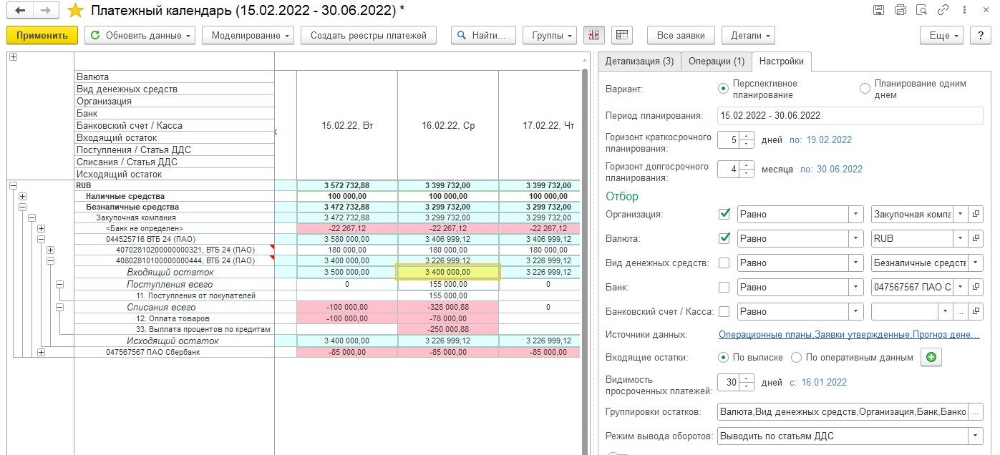 Платежный календарь (15.02.2022 - 30.06.2022) *
Применить Обновить данные Моделирование Создать реестры платежей Найти... Группы Все заявки Детали Еще ?
Валюта
Вид денежных средств
Организация
Банк
Банковский счет / Касса
Входящий остаток
Поступления / Статья ДДС
Списания / Статья ДДС
Исходящий остаток
15.02.22, Вт 16.02.22, Ср 17.02.22, Чт
RUB 3 572 732,88 3 399 732,00 3 399 732,00
Наличные средства 100 000,00 100 000,00 100 000,00
Безналичные средства 3 472 732,88 3 299 732,00 3 299 732,00
Закупочная компания 3 472 732,88 3 299 732,00 3 299 732,00
<Банк не определен> -22 267,12 -22 267,12 -22 267,12
044525716 ВТБ 24 (ПАО) 3 580 000,00 3 406 999,12 3 406 999,12
40702810200000000321, ВТБ 24 (ПАО) 180 000,00 180 000,00 180 000,00
40802810100000000444, ВТБ 24 (ПАО) 3 400 000,00 3 226 999,12 3 226 999,12
Входящий остаток 3 500 000,00 3 400 000,00 3 226 999,12
Поступления всего 0 155 000,00 0
11. Поступления от покупателей 155 000,00
Списания всего -100 000,00 -328 000,88 0
12. Оплата товаров -100 000,00 -78 000,00
33. Выплата процентов по кредитам -250 000,88
Исходящий остаток 3 400 000,00 3 226 999,12 3 226 999,12
047567567 ПАО Сбербанк -85 000,00 -85 000,00 -85 000,00
Детализация (3) Операции (1) Настройки
Вариант: Перспективное планирование Планирование одним днем
Период планирования: 15.02.2022 - 30.06.2022
Горизонт краткосрочного планирования: 5 дней по: 19.02.2022
Горизонт долгосрочного планирования: 4 месяца по: 30.06.2022
Отбор
Организация: Равно Закупочная компа
Валюта: Равно RUB
Вид денежных средств: Равно Безналичные средств
Банк: Равно 047567567 ПАО С
Банковский счет / Касса: Равно ...
Источники данных: Операционные планы,Заявки утвержденные,Прогноз дене...
Входящие остатки: По выписке По оперативным данным
Видимость просроченных платежей: 30 дней с: 16.01.2022
Группировки остатков: Валюта,Вид денежных средств,Организация,Банк,Банко ...
Режим вывода оборотов: Выводить по статьям ДДС